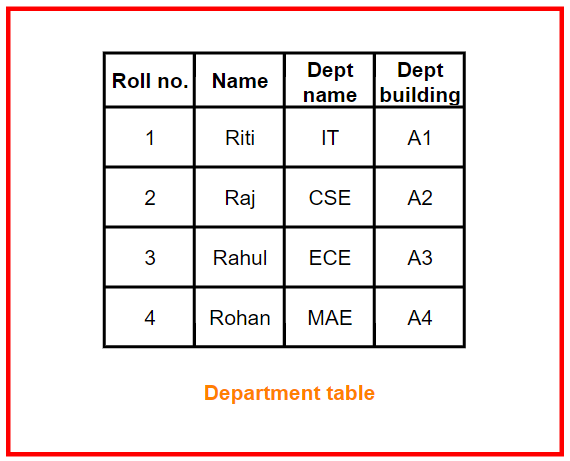 Roll no. Name Dept name Dept building
1 Riti IT A1
2 Raj CSE A2
3 Rahul ECE A3
4 Rohan MAE A4
Department table